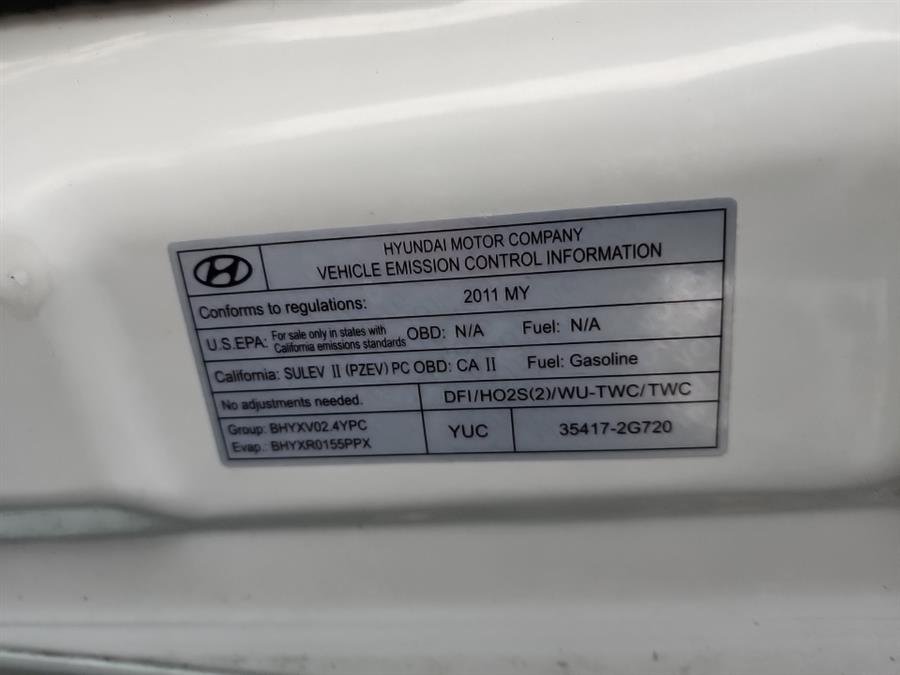 HYUNDAI MOTOR COMPANY
VEHICLE EMISSION CONTROL INFORMATION
Conforms to regulations: 2011 MY
U.S.EPA: For sale only in states with California emissions standards OBD: N/A Fuel: N/A
California: SULEV II (PZEV) PC OBD: CA II Fuel: Gasoline
No adjustments needed. DFI/HO2S(2)/WU-TWC/TWC
Group: BHYXV02.4YPC
Evap.: BHYXR0155PPX
YUC 35417-2G720